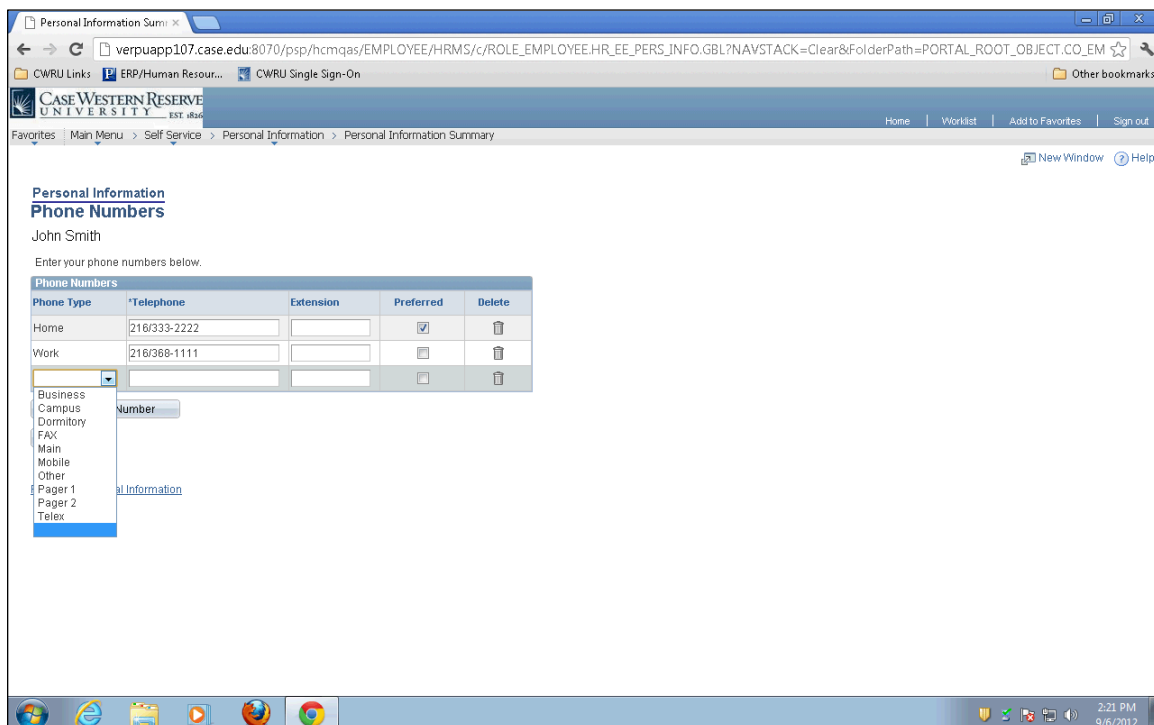 Personal Information Summ
verpuapp107.case.edu:8070/psp/hcmqas/EMPLOYEE/HRMS/c/ROLE_EMPLOYEE.HR_EE_PERS_INFO.GBL?NAVSTACK=Clear&FolderPath=PORTAL_ROOT_OBJECT.CO_EM
CWRU Links ERP/Human Resour... CWRU Single Sign-On Other bookmarks
CASE WESTERN RESERVE
UNIVERSITY EST. 1826
Home | Worklist | Add to Favorites | Sign out
Favorites Main Menu > Self Service > Personal Information > Personal Information Summary
New Window Help
Personal Information
Phone Numbers
John Smith
Enter your phone numbers below.
Phone Numbers
Phone Type *Telephone Extension Preferred Delete
Home 216/333-2222
Work 216/368-1111
Business
Campus Number
Dormitory
FAX
Main
Mobile
Other
Pager 1 al Information
Pager 2
Telex
2:21 PM
9/6/2012